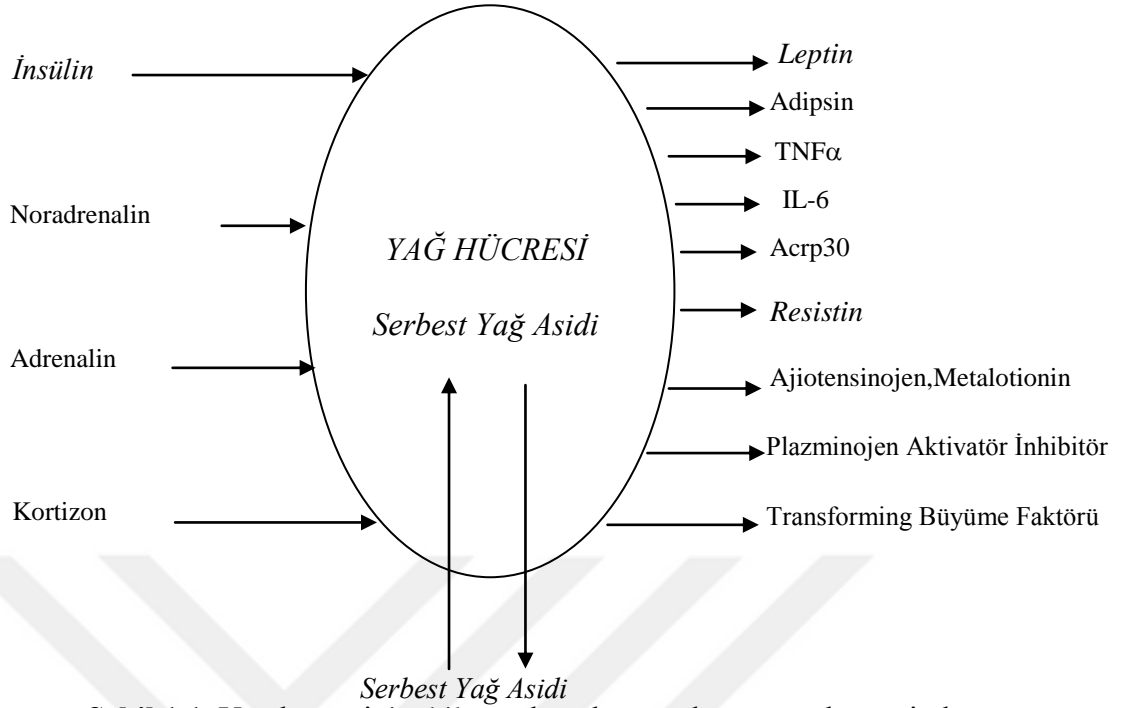 İnsülin
Noradrenalin
Adrenalin
Kortizon
YAĞ HÜCRESİ
Serbest Yağ Asidi
Leptin
Adipsin
TNFα
IL-6
Acrp30
Resistin
Ajiotensinojen,Metalotionin
Plazminojen Aktivatör İnhibitör
Transforming Büyüme Faktörü
Serbest Yağ Asidi